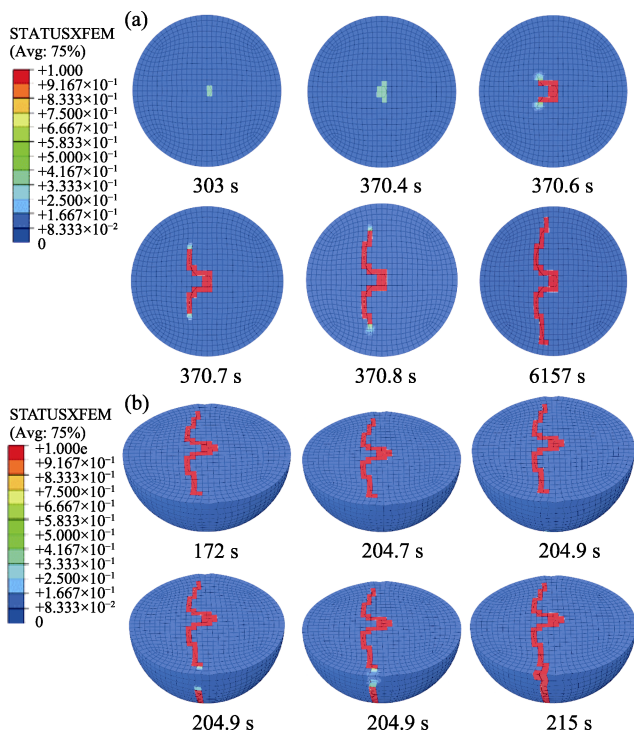 STATUSXFEM
(Avg: 75%)
+1.000
+9.167×10⁻¹
+8.333×10⁻¹
+7.500×10⁻¹
+6.667×10⁻¹
+5.833×10⁻¹
+5.000×10⁻¹
+4.167×10⁻¹
+3.333×10⁻¹
+2.500×10⁻¹
+1.667×10⁻¹
+8.333×10⁻²
0
(a)
303 s 370.4 s 370.6 s
370.7 s 370.8 s 6157 s
STATUSXFEM
(Avg: 75%)
+1.000e
+9.167×10⁻¹
+8.333×10⁻¹
+7.500×10⁻¹
+6.667×10⁻¹
+5.833×10⁻¹
+5.000×10⁻¹
+4.167×10⁻¹
+3.333×10⁻¹
+2.500×10⁻¹
+1.667×10⁻¹
+8.333×10⁻²
0
(b)
172 s 204.7 s 204.9 s
204.9 s 204.9 s 215 s